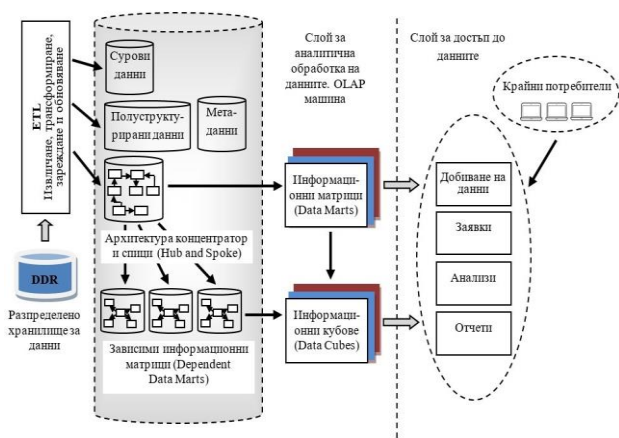 ETL
Извличане, трансформиране,
зареждане и обновяване
DDR
Разпределено
хранилище за
данни
Сурови
данни
Полуструкту-
рирани данни
Мета-
данни
Архитектура концентратор
и спици (Hub and Spoke)
Зависими информационни
матрици (Dependent
Data Marts)
Слой за
аналитична
обработка на
данните. OLAP
машина
Информаци-
онни матрици
(Data Marts)
Информаци-
онни кубове
(Data Cubes)
Слой за достъп до
данните
Крайни потребители
Добиване на
данни
Заявки
Анализи
Отчети